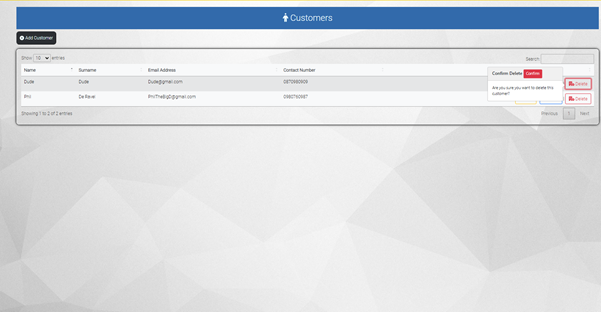 Customers
Add Customer
Show 10 entries
Search:
Name Surname Email Address Contact Number
Confirm Delete Confirm
Are you sure you want to delete this customer?
Dude Dude Dude@gmail.com 0870980909 Delete
Phil De Ravel PhilTheBigD@gmail.com 0980760987 Delete
Showing 1 to 2 of 2 entries
Previous 1 Next